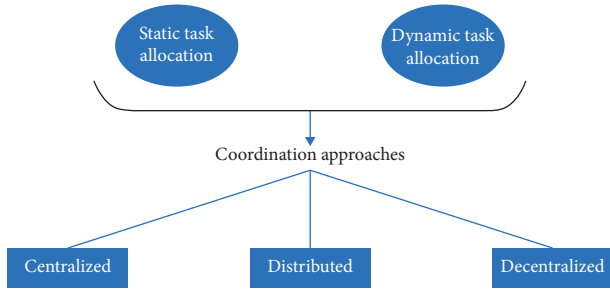 Static task
allocation
Dynamic task
allocation
Coordination approaches
Centralized
Distributed
Decentralized